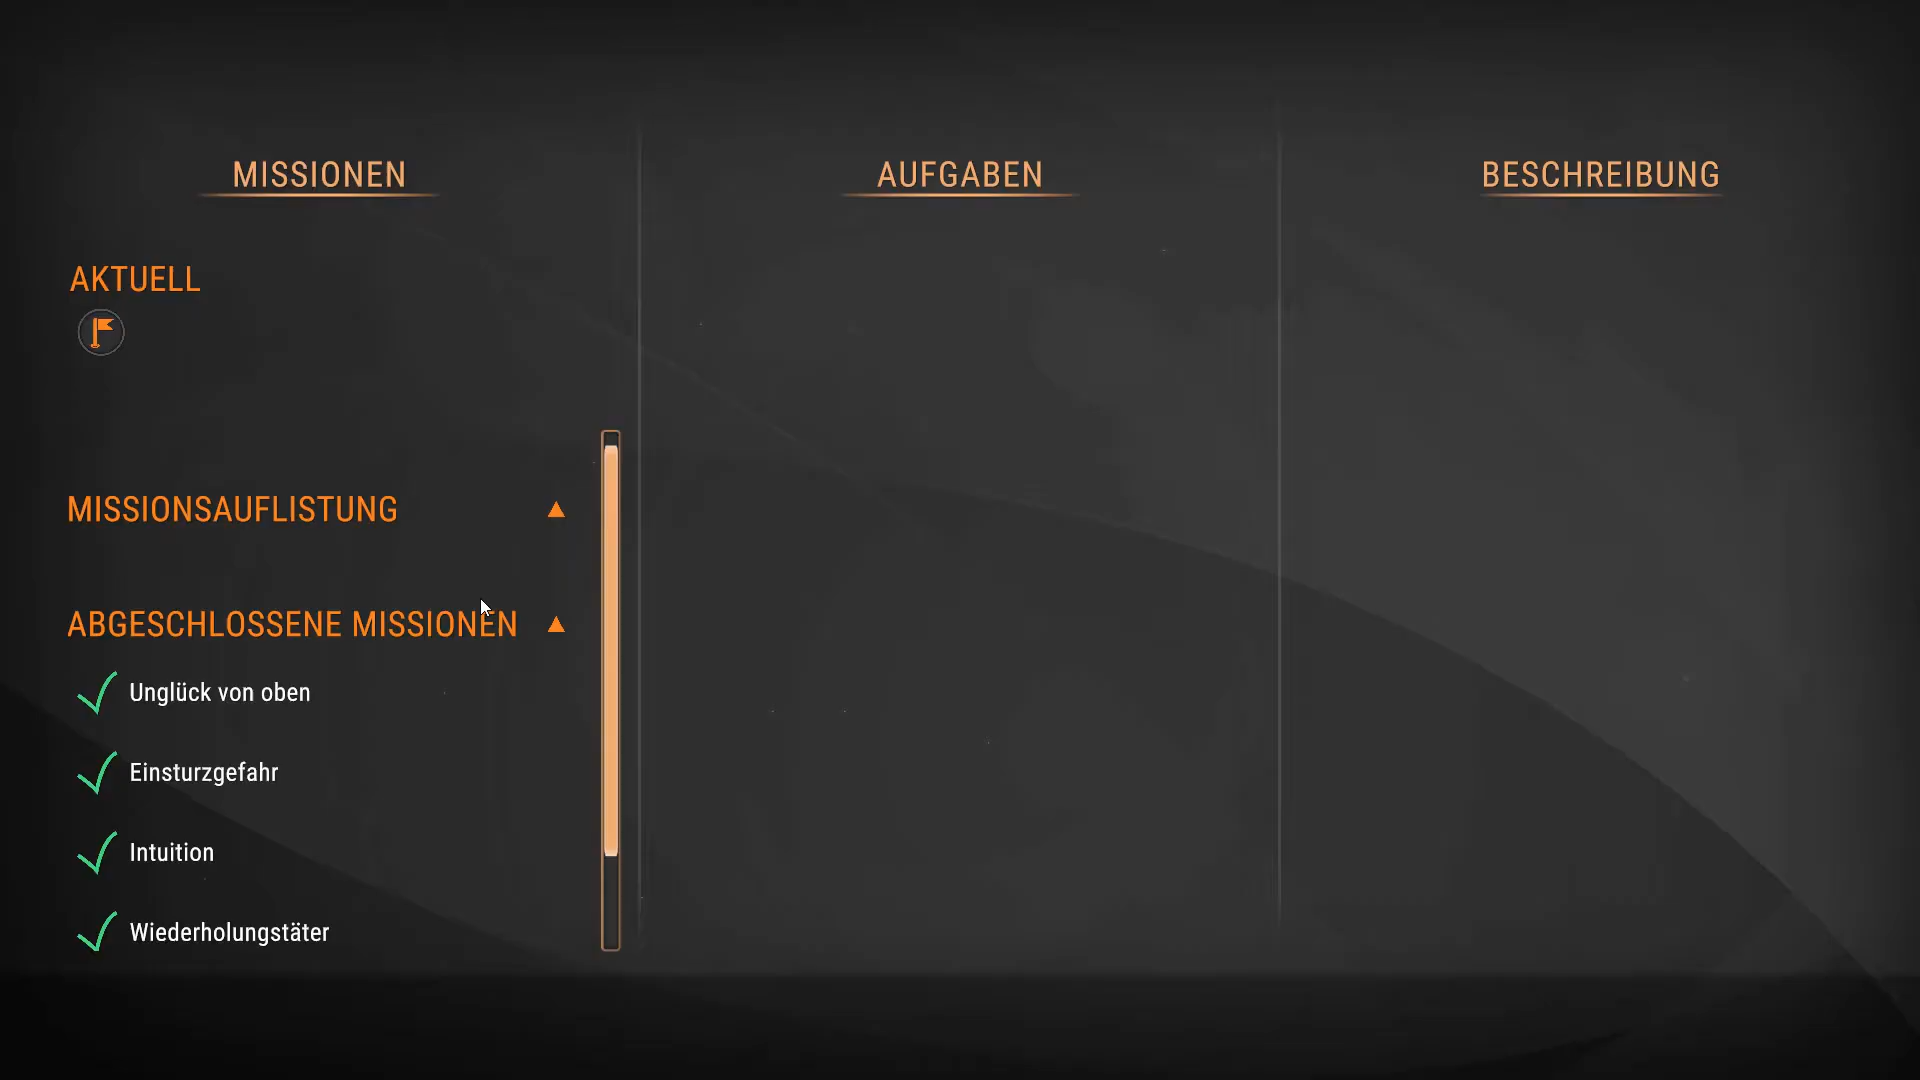 MISSIONEN
AUFGABEN
BESCHREIBUNG
AKTUELL
MISSIONSAUFLISTUNG
ABGESCHLOSSENE MISSIONEN
Unglück von oben
Einsturzgefahr
Intuition
Wiederholungstäter